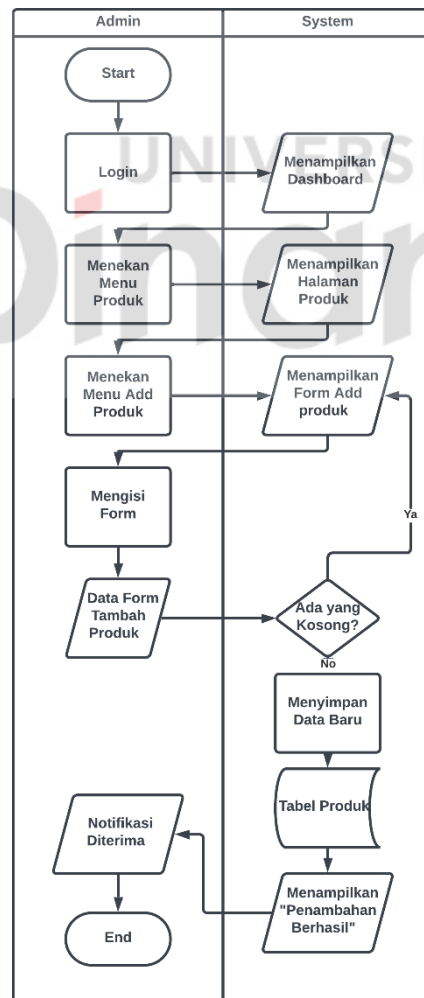 Admin
System
Start
UNIVERSI
Login
Menampilkan
Dashboard
Dinar
Menekan
Menu
Produk
Menampilkan
Halaman
Produk
Menekan
Menu Add
Produk
Menampilkan
Form Add
produk
Mengisi
Form
Ya
Data Form
Tambah
Produk
Ada yang
Kosong?
No
Menyimpan
Data Baru
Tabel Produk
Notifikasi
Diterima
Menampilkan
"Penambahan
Berhasil"
End